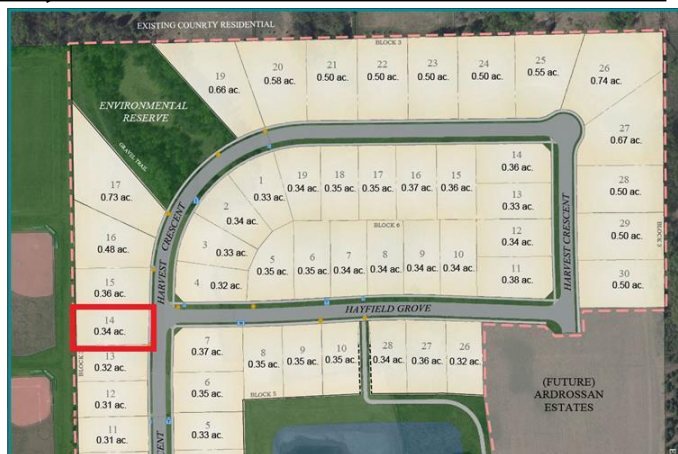 EXISTING COUNRTY RESIDENTIAL
BLOCK 3
19
0.66 ac.
20
0.58 ac.
21
0.50 ac.
22
0.50 ac.
23
0.50 ac.
24
0.50 ac.
25
0.55 ac.
26
0.74 ac.
ENVIRONMENTAL
RESERVE
GRAVEL TRAIL
27
0.67 ac.
17
0.73 ac.
1
0.33 ac.
19
0.34 ac.
18
0.35 ac.
17
0.35 ac.
16
0.37 ac.
15
0.36 ac.
14
0.36 ac.
28
0.50 ac.
2
0.34 ac.
13
0.33 ac.
16
0.48 ac.
HARVEST CRESCENT
3
0.33 ac.
BLOCK 6
12
0.34 ac.
HARVEST CRESCENT
29
0.50 ac.
5
0.35 ac.
6
0.35 ac.
7
0.34 ac.
8
0.34 ac.
9
0.34 ac.
10
0.34 ac.
11
0.38 ac.
15
0.36 ac.
4
0.32 ac.
30
0.50 ac.
14
0.34 ac.
HAYFIELD GROVE
13
0.32 ac.
BLOCK
7
0.37 ac.
8
0.35 ac.
9
0.35 ac.
10
0.35 ac.
28
0.34 ac.
27
0.36 ac.
26
0.32 ac.
12
0.31 ac.
6
0.35 ac.
BLOCK 5
(FUTURE)
ARDROSSAN
ESTATES
11
0.31 ac.
5
0.33 ac.